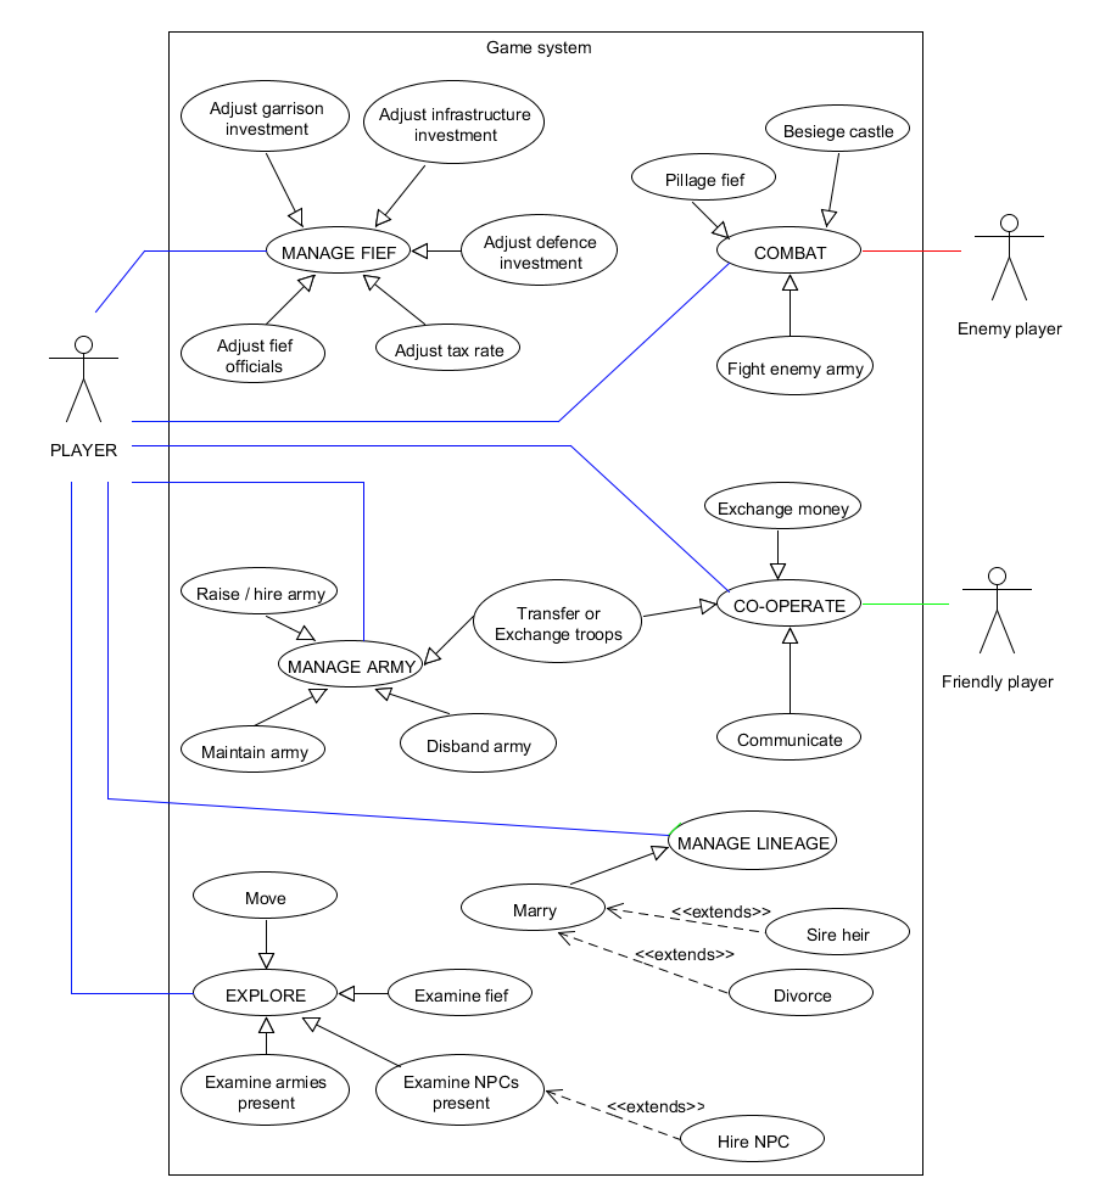 Game system
Adjust garrison
investment
Adjust infrastructure
investment
Besiege castle
Pillage fief
MANAGE FIEF
Adjust defence
investment
COMBAT
Enemy player
Adjust fief
officials
Adjust tax rate
Fight enemy army
PLAYER
Exchange money
Raise / hire army
Transfer or
Exchange troops
CO-OPERATE
MANAGE ARMY
Friendly player
Maintain army
Disband army
Communicate
MANAGE LINEAGE
Move
Marry
<<extends>>
Sire heir
<<extends>>
Divorce
EXPLORE
Examine fief
Examine armies
present
Examine NPCs
present
<<extends>>
Hire NPC